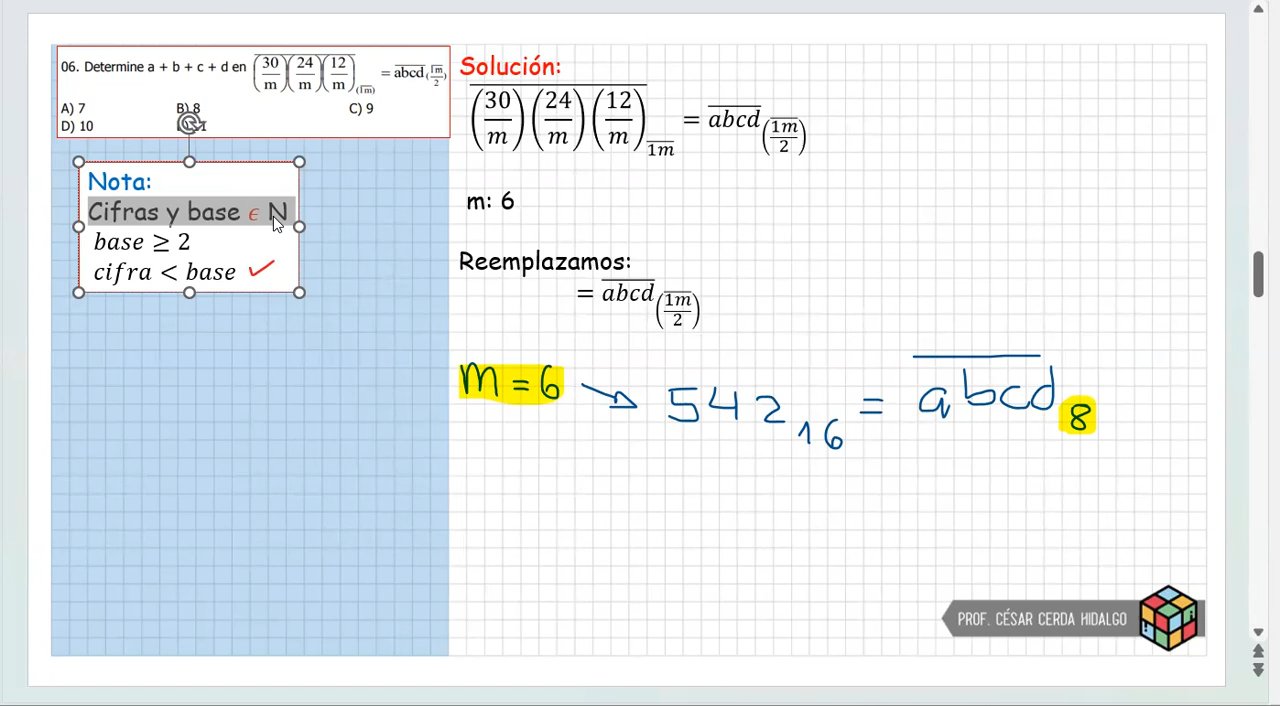 06. Determine a + b + c + d en (30/m)(24/m)(12/m)(1m) = abcd(1m/2)
A) 7 B) 8 C) 9
D) 10
Nota:
Cifras y base ϵ N
base ≥ 2
cifra < base ✓
Solución:
(30/m)(24/m)(12/m)1m = abcd(1m/2)
m: 6
Reemplazamos:
= abcd(1m/2)
m = 6 → 542 16 = abcd 8
PROF. CÉSAR CERDA HIDALGO